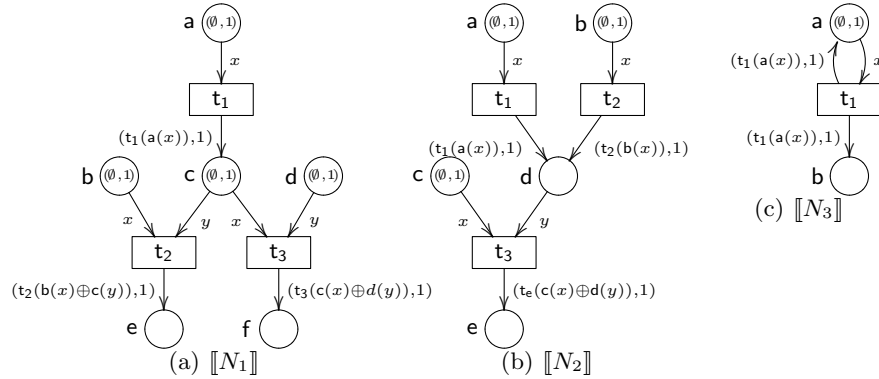 a (∅,1)
x
t₁
(t₁(a(x)),1)
b (∅,1)
c (∅,1)
d (∅,1)
x
y
x
y
t₂
t₃
(t₂(b(x)⊕c(y)),1)
(t₃(c(x)⊕d(y)),1)
e
f
(a) ⟦N₁⟧
a (∅,1)
b (∅,1)
x
x
t₁
t₂
(t₁(a(x)),1)
(t₂(b(x)),1)
c (∅,1)
d
x
y
t₃
(tₑ(c(x)⊕d(y)),1)
e
(b) ⟦N₂⟧
a (∅,1)
(t₁(a(x)),1)
x
t₁
(t₁(a(x)),1)
b
(c) ⟦N₃⟧